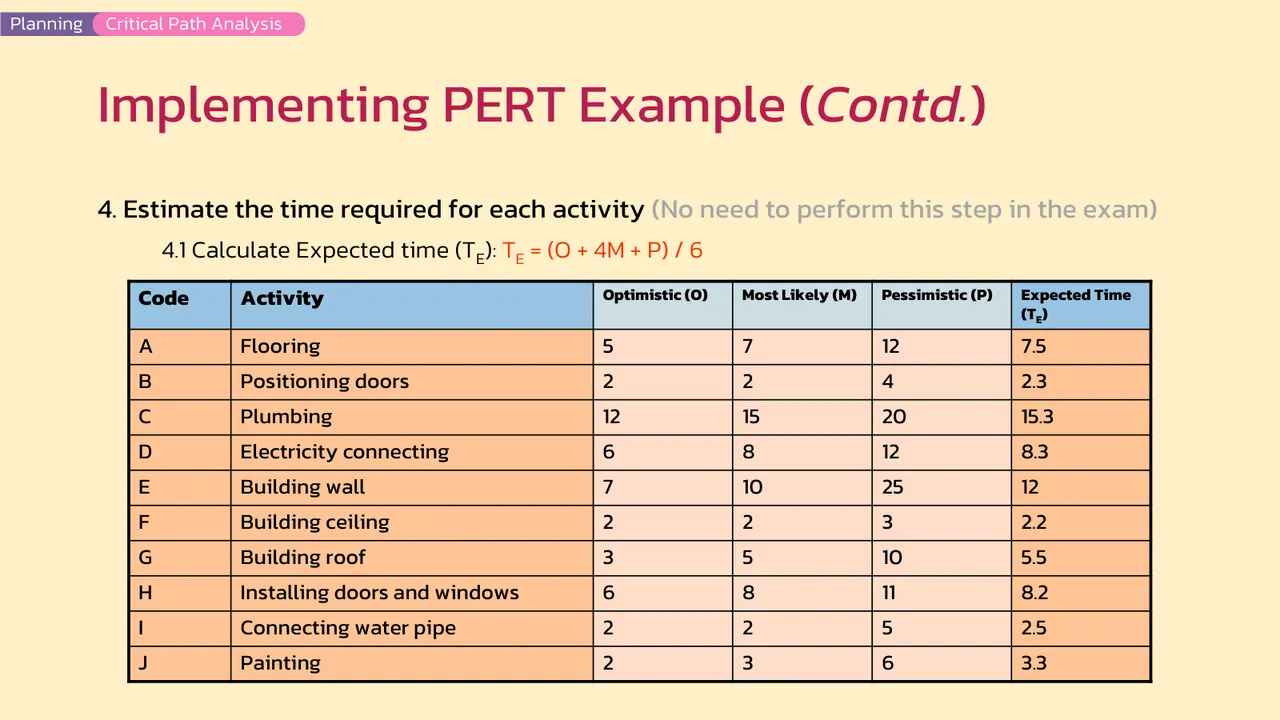 Planning Critical Path Analysis
Implementing PERT Example (Contd.)
4. Estimate the time required for each activity (No need to perform this step in the exam)
4.1 Calculate Expected time (TE): TE = (O + 4M + P) / 6
Code Activity Optimistic (O) Most Likely (M) Pessimistic (P) Expected Time
(TE)
A Flooring 5 7 12 7.5
B Positioning doors 2 2 4 2.3
C Plumbing 12 15 20 15.3
D Electricity connecting 6 8 12 8.3
E Building wall 7 10 25 12
F Building ceiling 2 2 3 2.2
G Building roof 3 5 10 5.5
H Installing doors and windows 6 8 11 8.2
I Connecting water pipe 2 2 5 2.5
J Painting 2 3 6 3.3